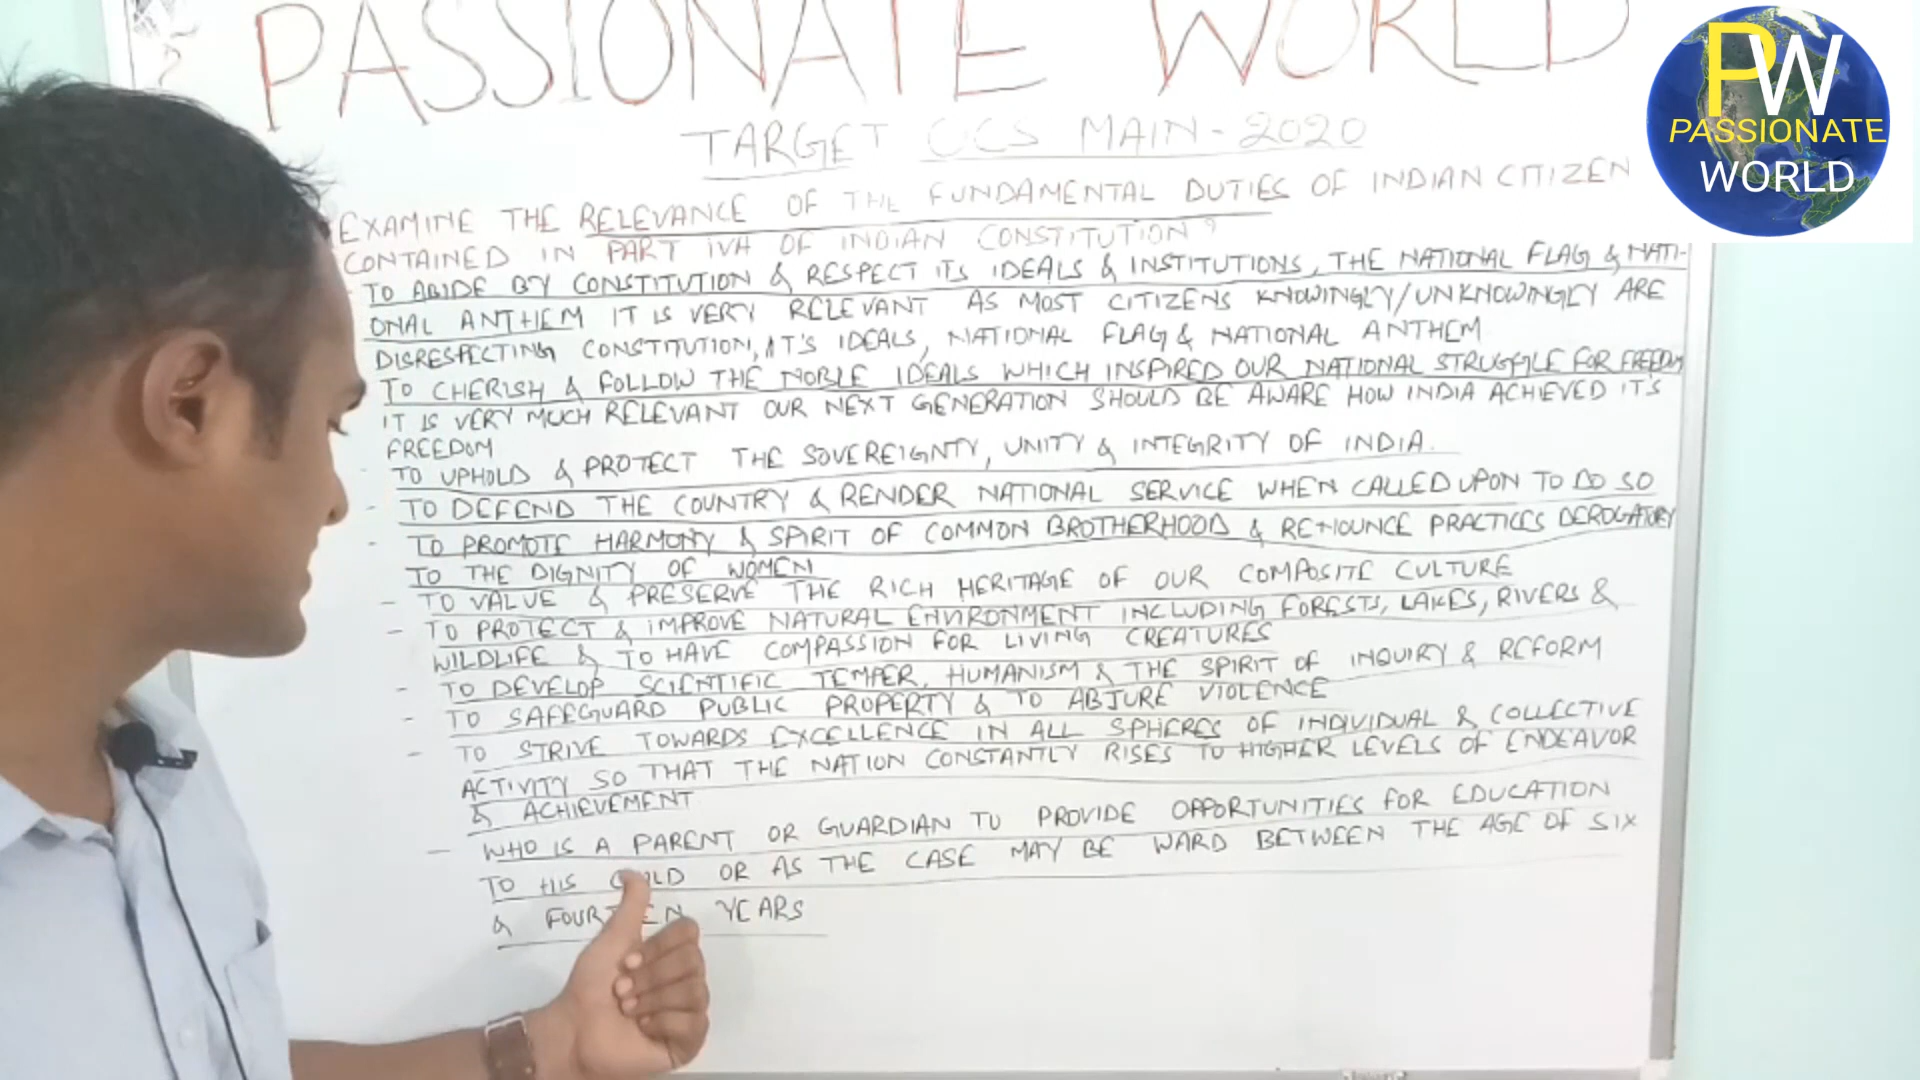 PASSIONATE WORLD
PW
PASSIONATE
WORLD
TARGET OCS MAIN - 2020
EXAMINE THE RELEVANCE OF THE FUNDAMENTAL DUTIES OF INDIAN CITIZEN
CONTAINED IN PART IVA OF INDIAN CONSTITUTION?
TO ABIDE BY CONSTITUTION & RESPECT ITS IDEALS & INSTITUTIONS, THE NATIONAL FLAG & NATI-
ONAL ANTHEM IT IS VERY RELEVANT AS MOST CITIZENS KNOWINGLY/UNKNOWINGLY ARE
DISRESPECTING CONSTITUTION, IT'S IDEALS, NATIONAL FLAG & NATIONAL ANTHEM
TO CHERISH & FOLLOW THE NOBLE IDEALS WHICH INSPIRED OUR NATIONAL STRUGGLE FOR FREEDOM
IT IS VERY MUCH RELEVANT OUR NEXT GENERATION SHOULD BE AWARE HOW INDIA ACHIEVED IT'S
FREEDOM
- TO UPHOLD & PROTECT THE SOVEREIGNTY, UNITY & INTEGRITY OF INDIA.
- TO DEFEND THE COUNTRY & RENDER NATIONAL SERVICE WHEN CALLED UPON TO DO SO
- TO PROMOTE HARMONY & SPIRIT OF COMMON BROTHERHOOD & RENOUNCE PRACTICES DEROGATORY
TO THE DIGNITY OF WOMEN
- TO VALUE & PRESERVE THE RICH HERITAGE OF OUR COMPOSITE CULTURE
- TO PROTECT & IMPROVE NATURAL ENVIRONMENT INCLUDING FORESTS, LAKES, RIVERS &
WILDLIFE & TO HAVE COMPASSION FOR LIVING CREATURES
- TO DEVELOP SCIENTIFIC TEMPER, HUMANISM & THE SPIRIT OF INQUIRY & REFORM
- TO SAFEGUARD PUBLIC PROPERTY & TO ABJURE VIOLENCE
- TO STRIVE TOWARDS EXCELLENCE IN ALL SPHERES OF INDIVIDUAL & COLLECTIVE
ACTIVITY SO THAT THE NATION CONSTANTLY RISES TO HIGHER LEVELS OF ENDEAVOR
& ACHIEVEMENT
- WHO IS A PARENT OR GUARDIAN TO PROVIDE OPPORTUNITIES FOR EDUCATION
TO HIS CHILD OR AS THE CASE MAY BE WARD BETWEEN THE AGE OF SIX
& FOURTEEN YEARS